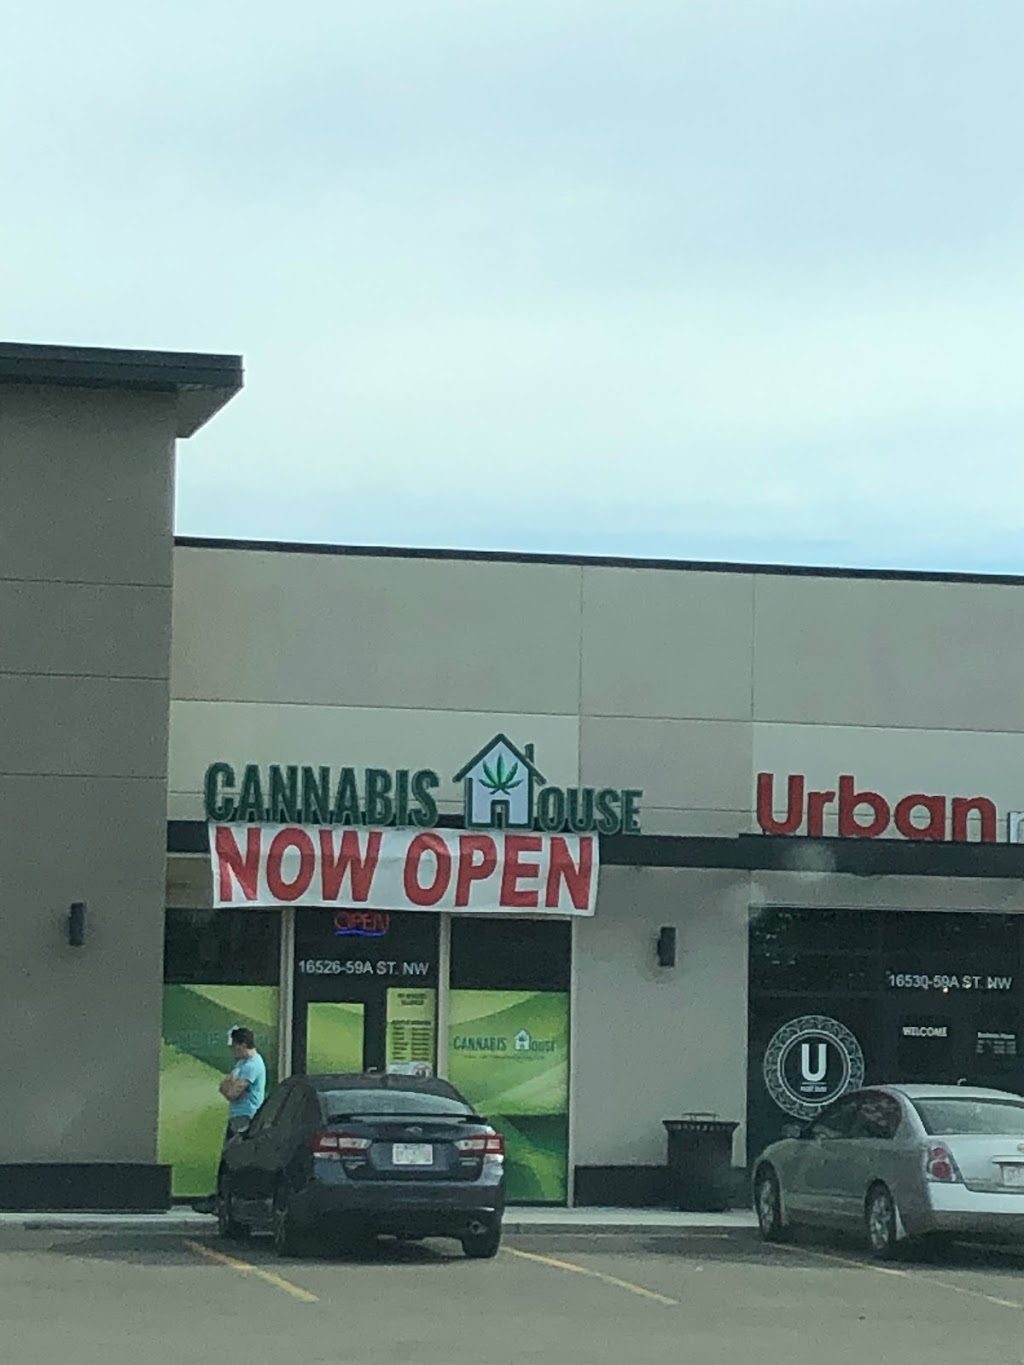 CANNABIS HOUSE
NOW OPEN
OPEN
16526-59A ST. NW
CANNABIS HOUSE
Urban
16530-59A ST. NW
WELCOME
U